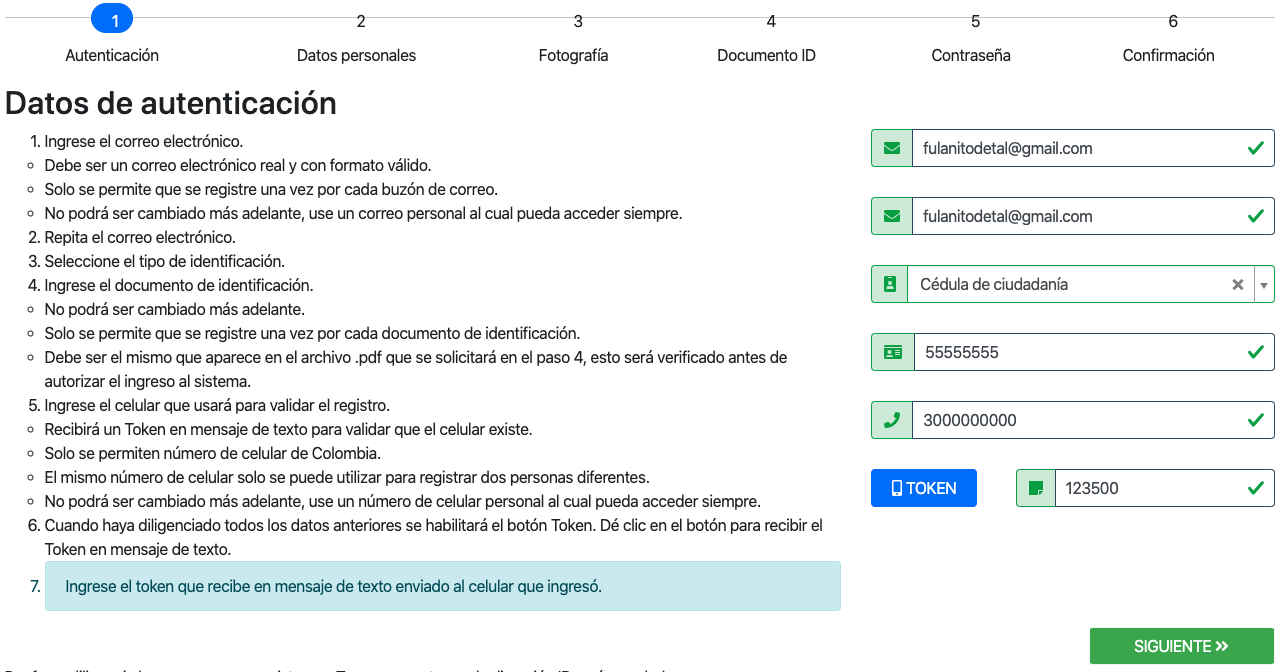 1 2 3 4 5 6
Autenticación Datos personales Fotografía Documento ID Contraseña Confirmación
Datos de autenticación
1. Ingrese el correo electrónico.
Debe ser un correo electrónico real y con formato válido.
Solo se permite que se registre una vez por cada buzón de correo.
No podrá ser cambiado más adelante, use un correo personal al cual pueda acceder siempre.
2. Repita el correo electrónico.
3. Seleccione el tipo de identificación.
4. Ingrese el documento de identificación.
No podrá ser cambiado más adelante.
Solo se permite que se registre una vez por cada documento de identificación.
Debe ser el mismo que aparece en el archivo .pdf que se solicitará en el paso 4, esto será verificado antes de
autorizar el ingreso al sistema.
5. Ingrese el celular que usará para validar el registro.
Recibirá un Token en mensaje de texto para validar que el celular existe.
Solo se permiten número de celular de Colombia.
El mismo número de celular solo se puede utilizar para registrar dos personas diferentes.
No podrá ser cambiado más adelante, use un número de celular personal al cual pueda acceder siempre.
6. Cuando haya diligenciado todos los datos anteriores se habilitará el botón Token. Dé clic en el botón para recibir el
Token en mensaje de texto.
7. Ingrese el token que recibe en mensaje de texto enviado al celular que ingresó.
fulanitodetal@gmail.com
fulanitodetal@gmail.com
Cédula de ciudadanía
55555555
3000000000
TOKEN 123500
SIGUIENTE